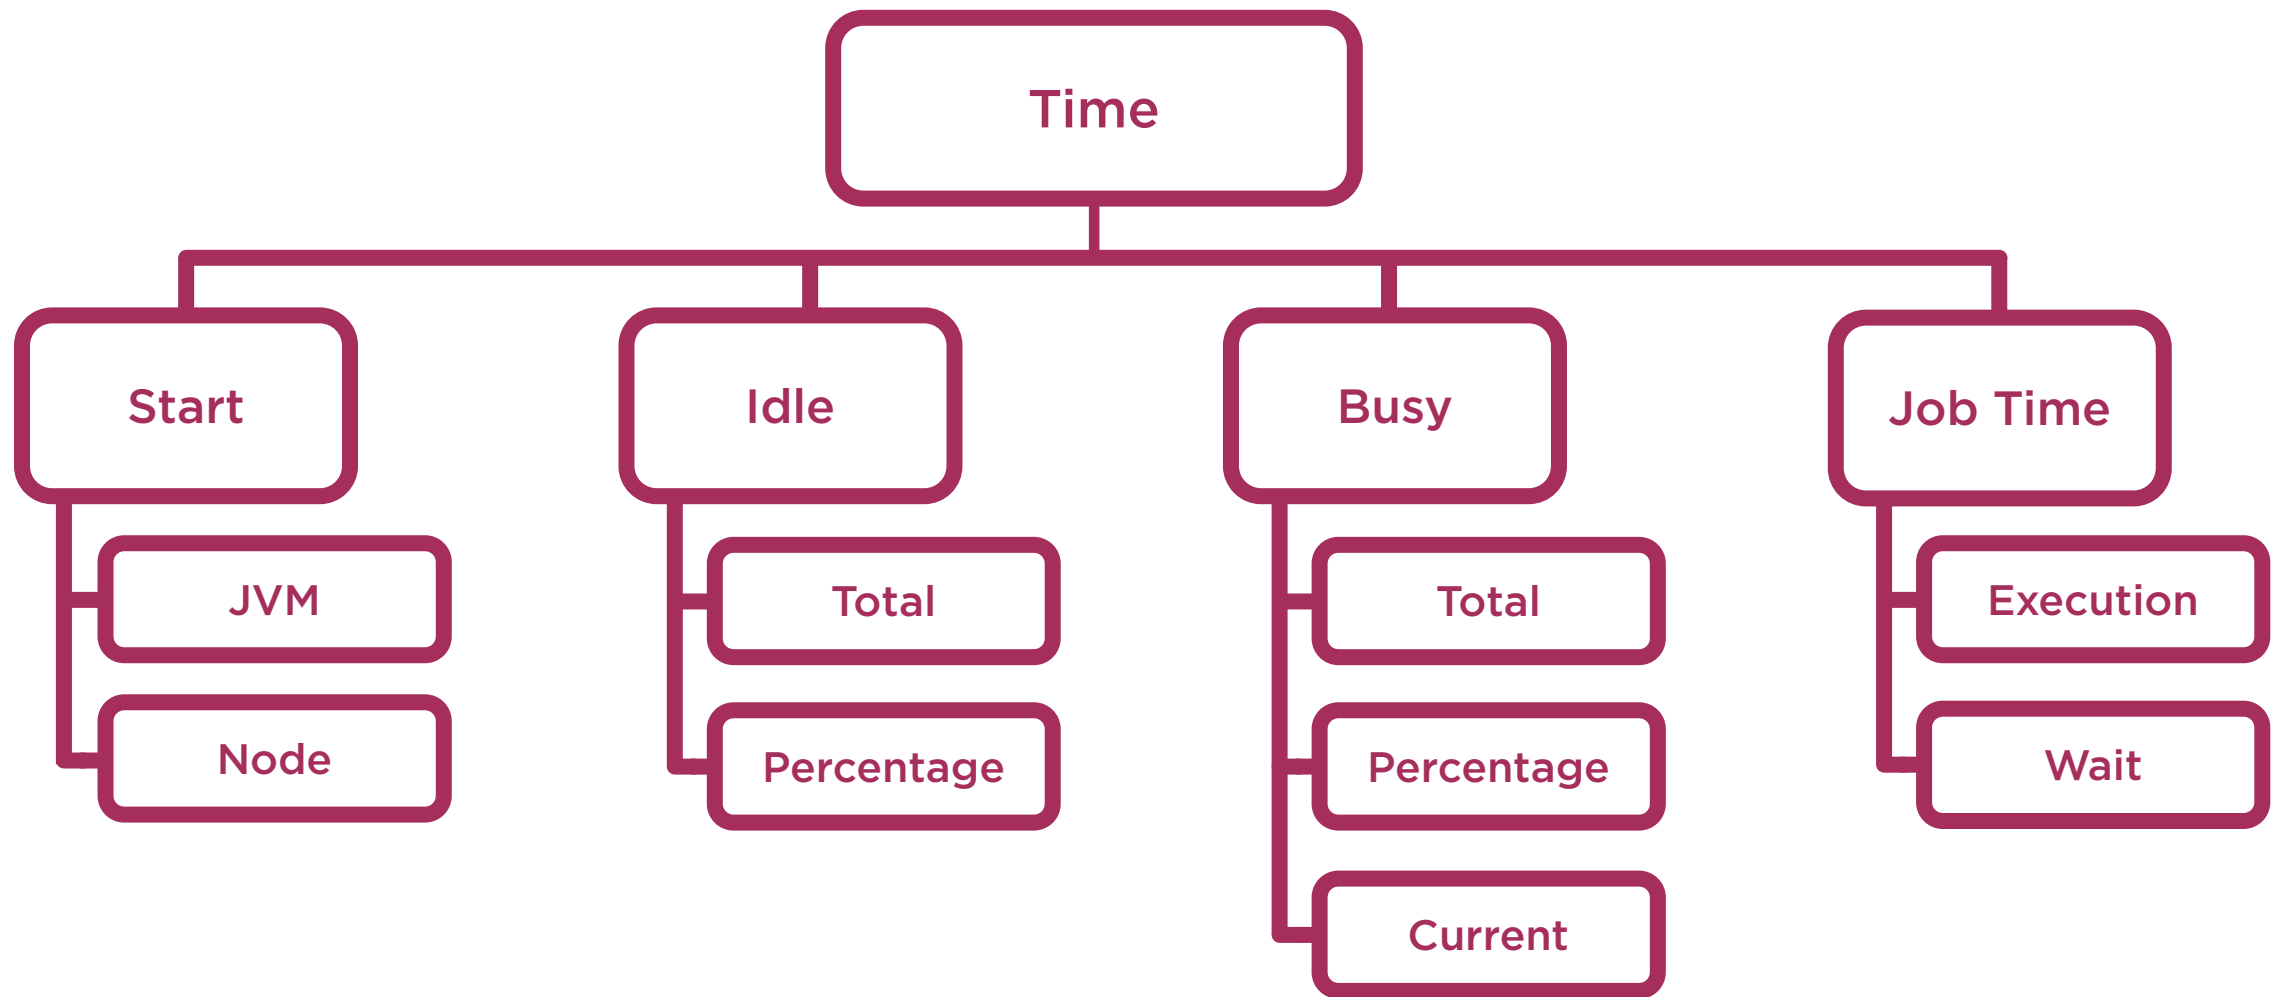 Time
Start
Idle
Busy
Job Time
JVM
Total
Total
Execution
Node
Percentage
Percentage
Wait
Current